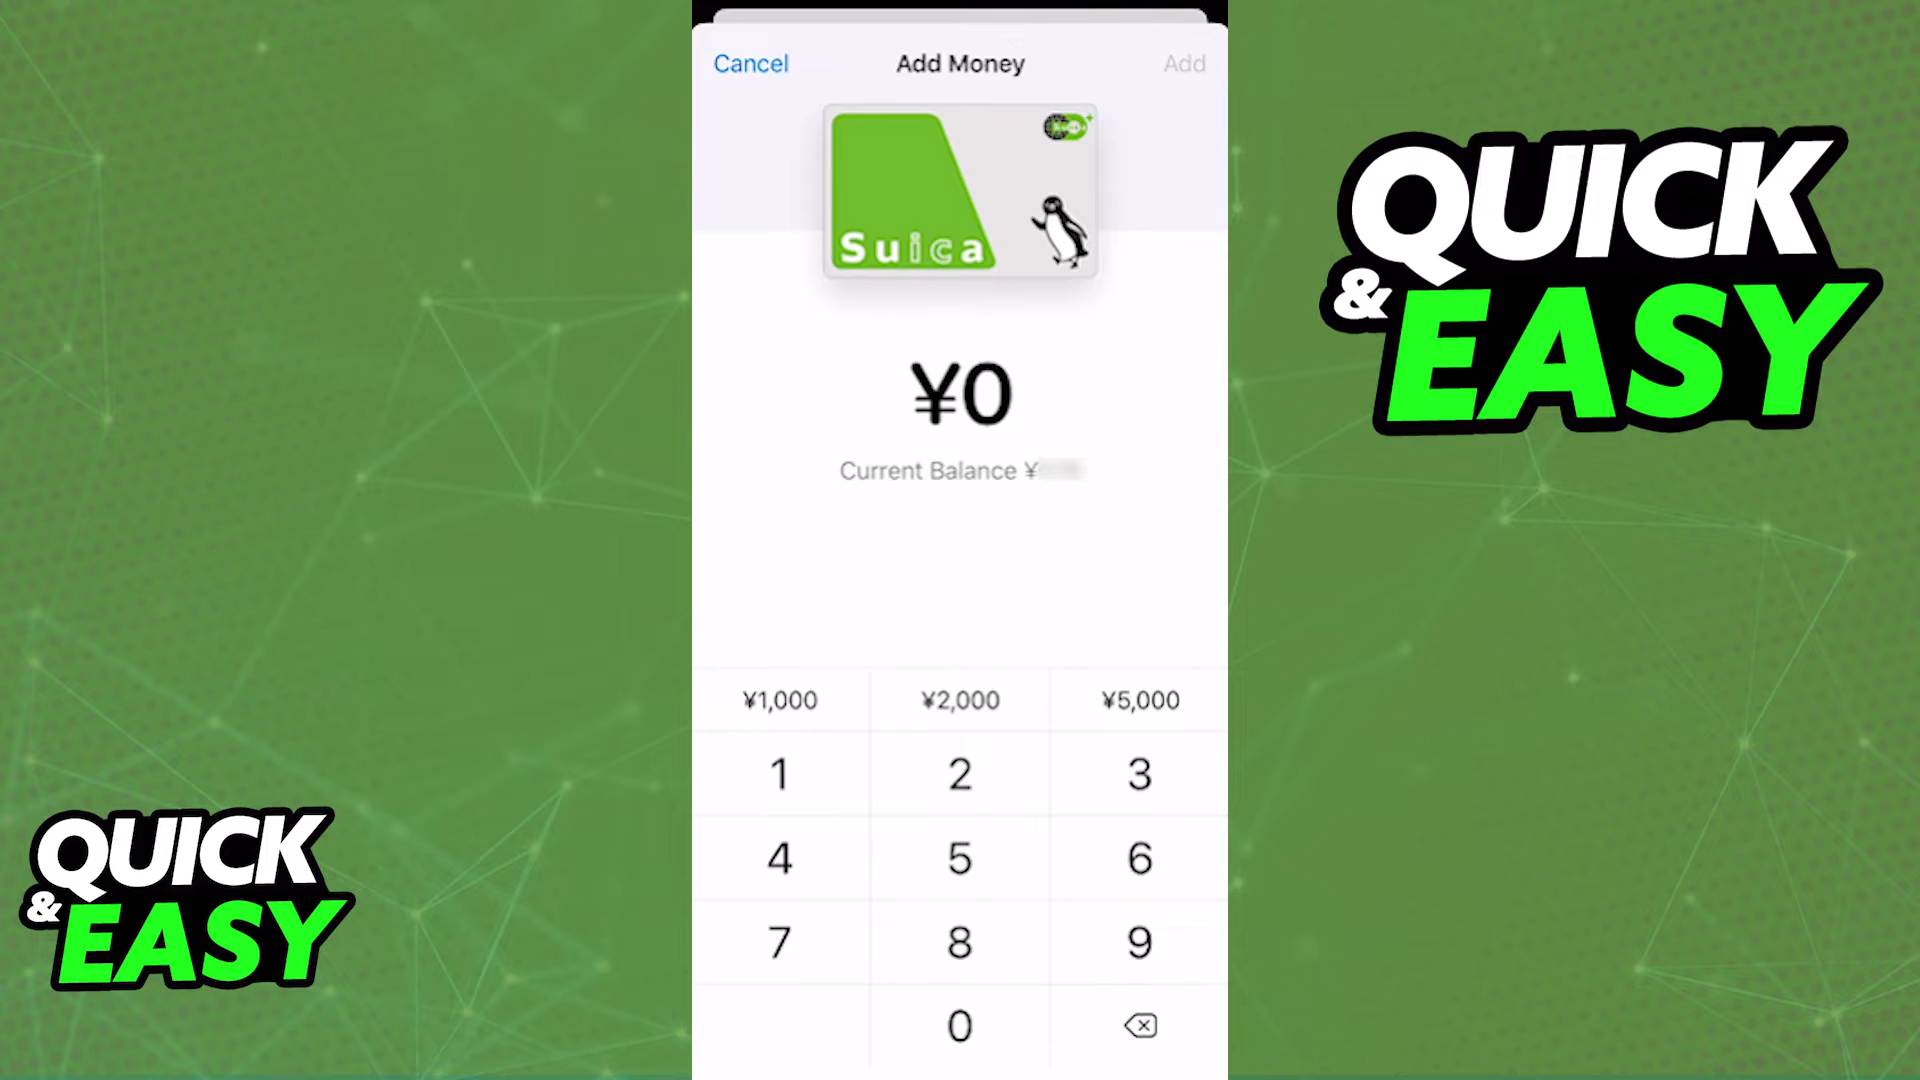 Cancel Add Money Add
Suica
¥0
Current Balance ¥
¥1,000 ¥2,000 ¥5,000
1 2 3
4 5 6
7 8 9
0
QUICK
& EASY
QUICK
& EASY